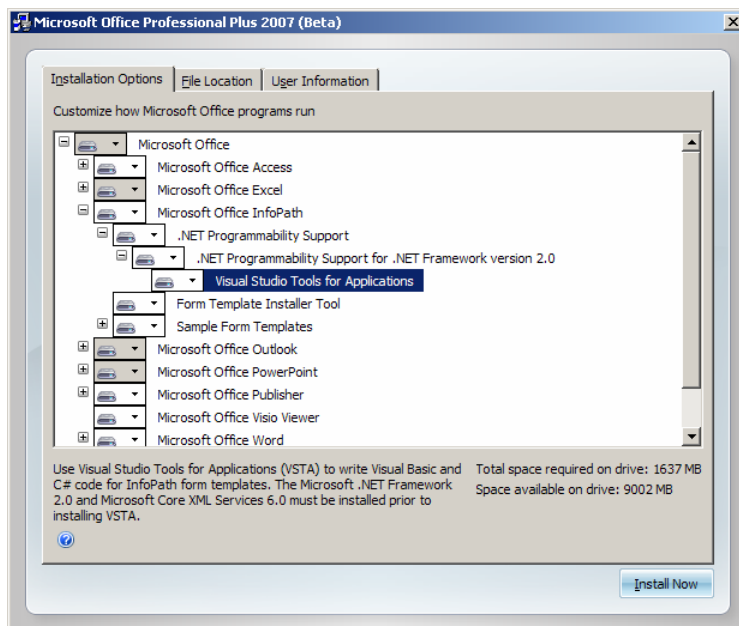 Microsoft Office Professional Plus 2007 (Beta)
Installation Options
File Location
User Information
Customize how Microsoft Office programs run
Microsoft Office
Microsoft Office Access
Microsoft Office Excel
Microsoft Office InfoPath
.NET Programmability Support
.NET Programmability Support for .NET Framework version 2.0
Visual Studio Tools for Applications
Form Template Installer Tool
Sample Form Templates
Microsoft Office Outlook
Microsoft Office PowerPoint
Microsoft Office Publisher
Microsoft Office Visio Viewer
Microsoft Office Word
Use Visual Studio Tools for Applications (VSTA) to write Visual Basic and
C# code for InfoPath form templates. The Microsoft .NET Framework
2.0 and Microsoft Core XML Services 6.0 must be installed prior to
installing VSTA.
Total space required on drive: 1637 MB
Space available on drive: 9002 MB
Install Now